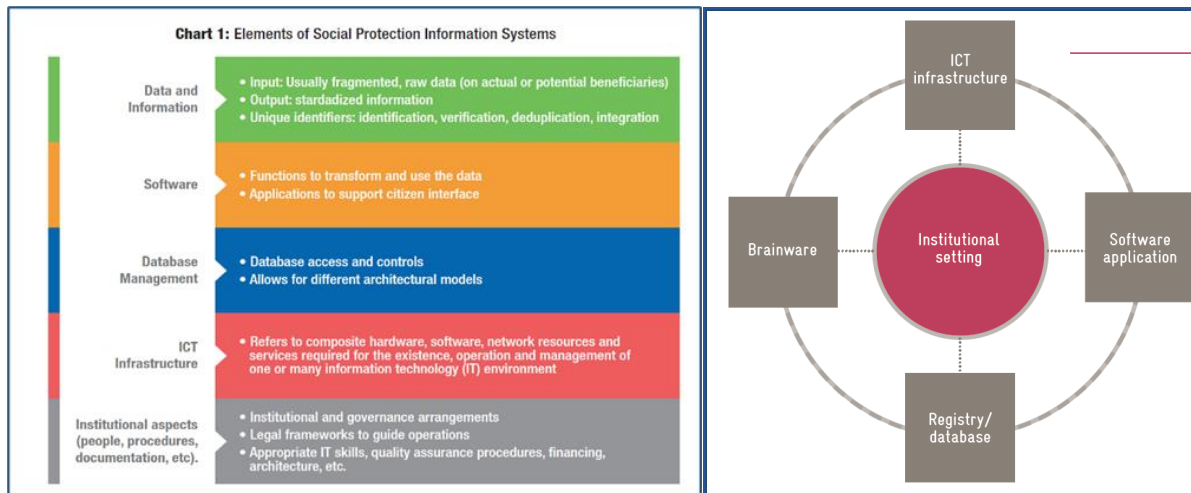 Chart 1: Elements of Social Protection Information Systems
Data and
Information
• Input: Usually fragmented, raw data (on actual or potential beneficiaries)
• Output: stardadized information
• Unique identifiers: identification, verification, deduplication, integration
Software
• Functions to transform and use the data
• Applications to support citizen interface
Database
Management
• Database access and controls
• Allows for different architectural models
ICT
Infrastructure
• Refers to composite hardware, software, network resources and
services required for the existence, operation and management of
one or many information technology (IT) environment
Institutional aspects
(people, procedures,
documentation, etc).
• Institutional and governance arrangements
• Legal frameworks to guide operations
• Appropriate IT skills, quality assurance procedures, financing,
architecture, etc.
ICT
infrastructure
Brainware
Institutional
setting
Software
application
Registry/
database